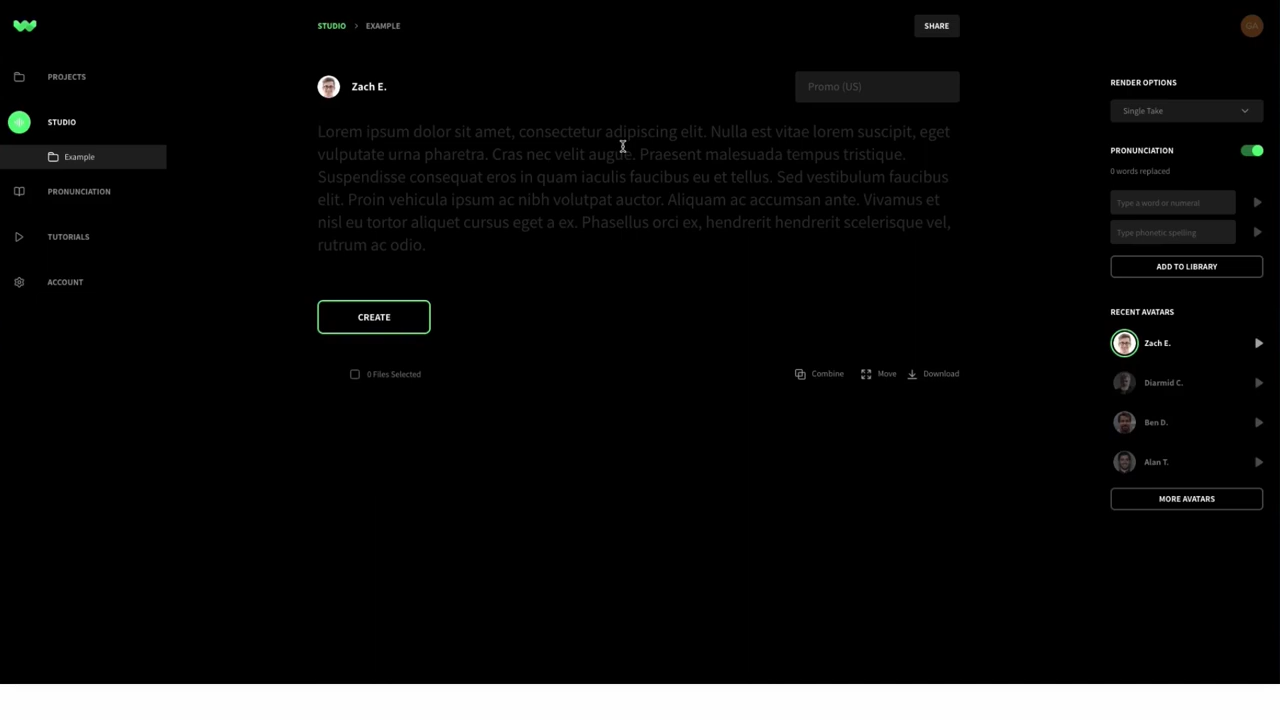 STUDIO > EXAMPLE
SHARE
GA
PROJECTS
STUDIO
Example
PRONUNCIATION
TUTORIALS
ACCOUNT
Zach E.
Promo (US)
Lorem ipsum dolor sit amet, consectetur adipiscing elit. Nulla est vitae lorem suscipit, eget
vulputate urna pharetra. Cras nec velit augue. Praesent malesuada tempus tristique.
Suspendisse consequat eros in quam iaculis faucibus eu et tellus. Sed vestibulum faucibus
elit. Proin vehicula ipsum ac nibh volutpat auctor. Aliquam ac accumsan ante. Vivamus et
nisl eu tortor aliquet cursus eget a ex. Phasellus orci ex, hendrerit hendrerit scelerisque vel,
rutrum ac odio.
CREATE
0 Files Selected
Combine
Move
Download
RENDER OPTIONS
Single Take
PRONUNCIATION
0 words replaced
Type a word or numeral
Type phonetic spelling
ADD TO LIBRARY
RECENT AVATARS
Zach E.
Diarmid C.
Ben D.
Alan T.
MORE AVATARS